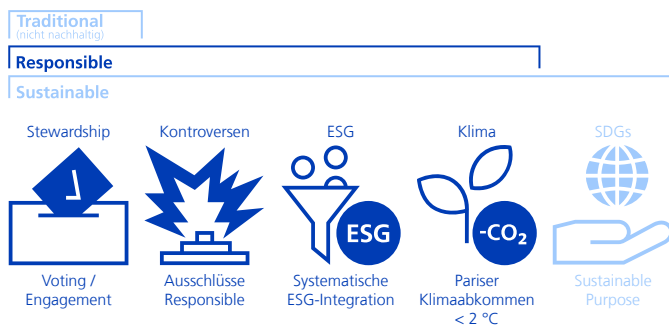 Traditional
(nicht nachhaltig)
Responsible
Sustainable
Stewardship
Kontroversen
ESG
Klima
SDGs
ESG
-CO₂
Voting /
Engagement
Ausschlüsse
Responsible
Systematische
ESG-Integration
Pariser
Klimaabkommen
< 2 °C
Sustainable
Purpose